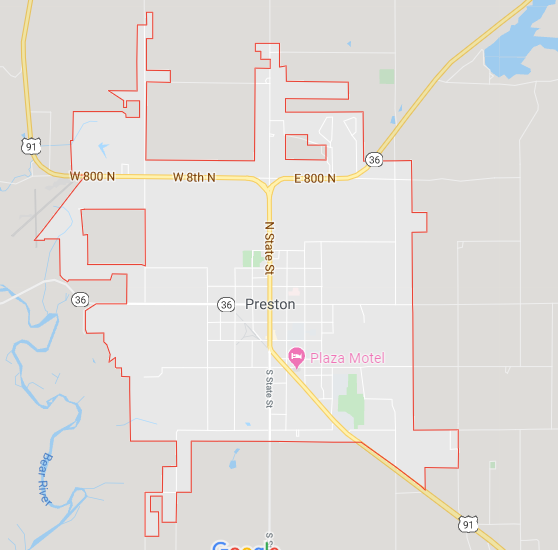 91
36
W 800 N
W 8th N
E 800 N
N State St
36
36
Preston
Plaza Motel
S State St
Bear River
91
S S
Google